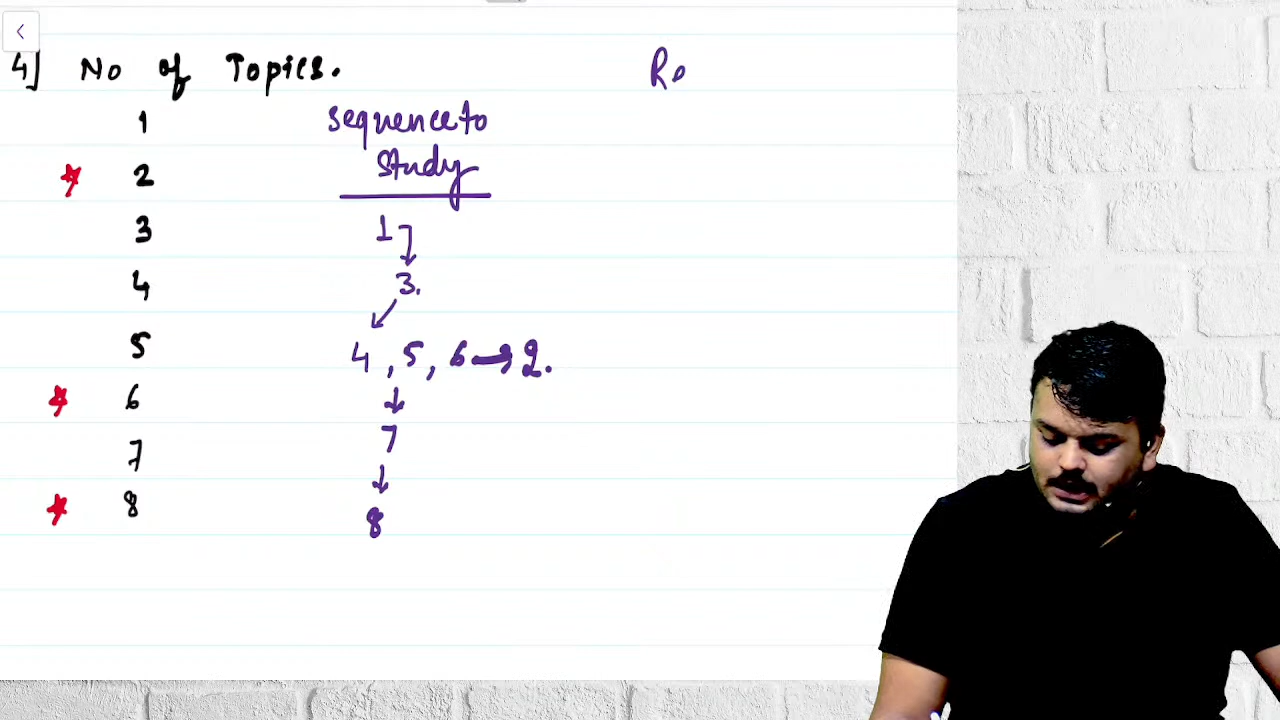 4] No of Topics.
1
2
3
4
5
6
7
8
sequence to
study
1
3.
4, 5, 6 → 2.
7
8
Re